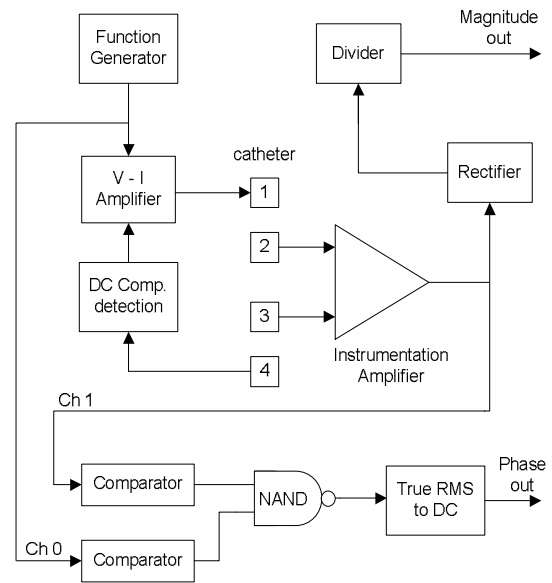 Function
Generator
Divider
Magnitude
out
V - I
Amplifier
catheter
1
Rectifier
2
DC Comp.
detection
3
Instrumentation
Amplifier
4
Ch 1
Comparator
NAND
True RMS
to DC
Phase
out
Ch 0
Comparator